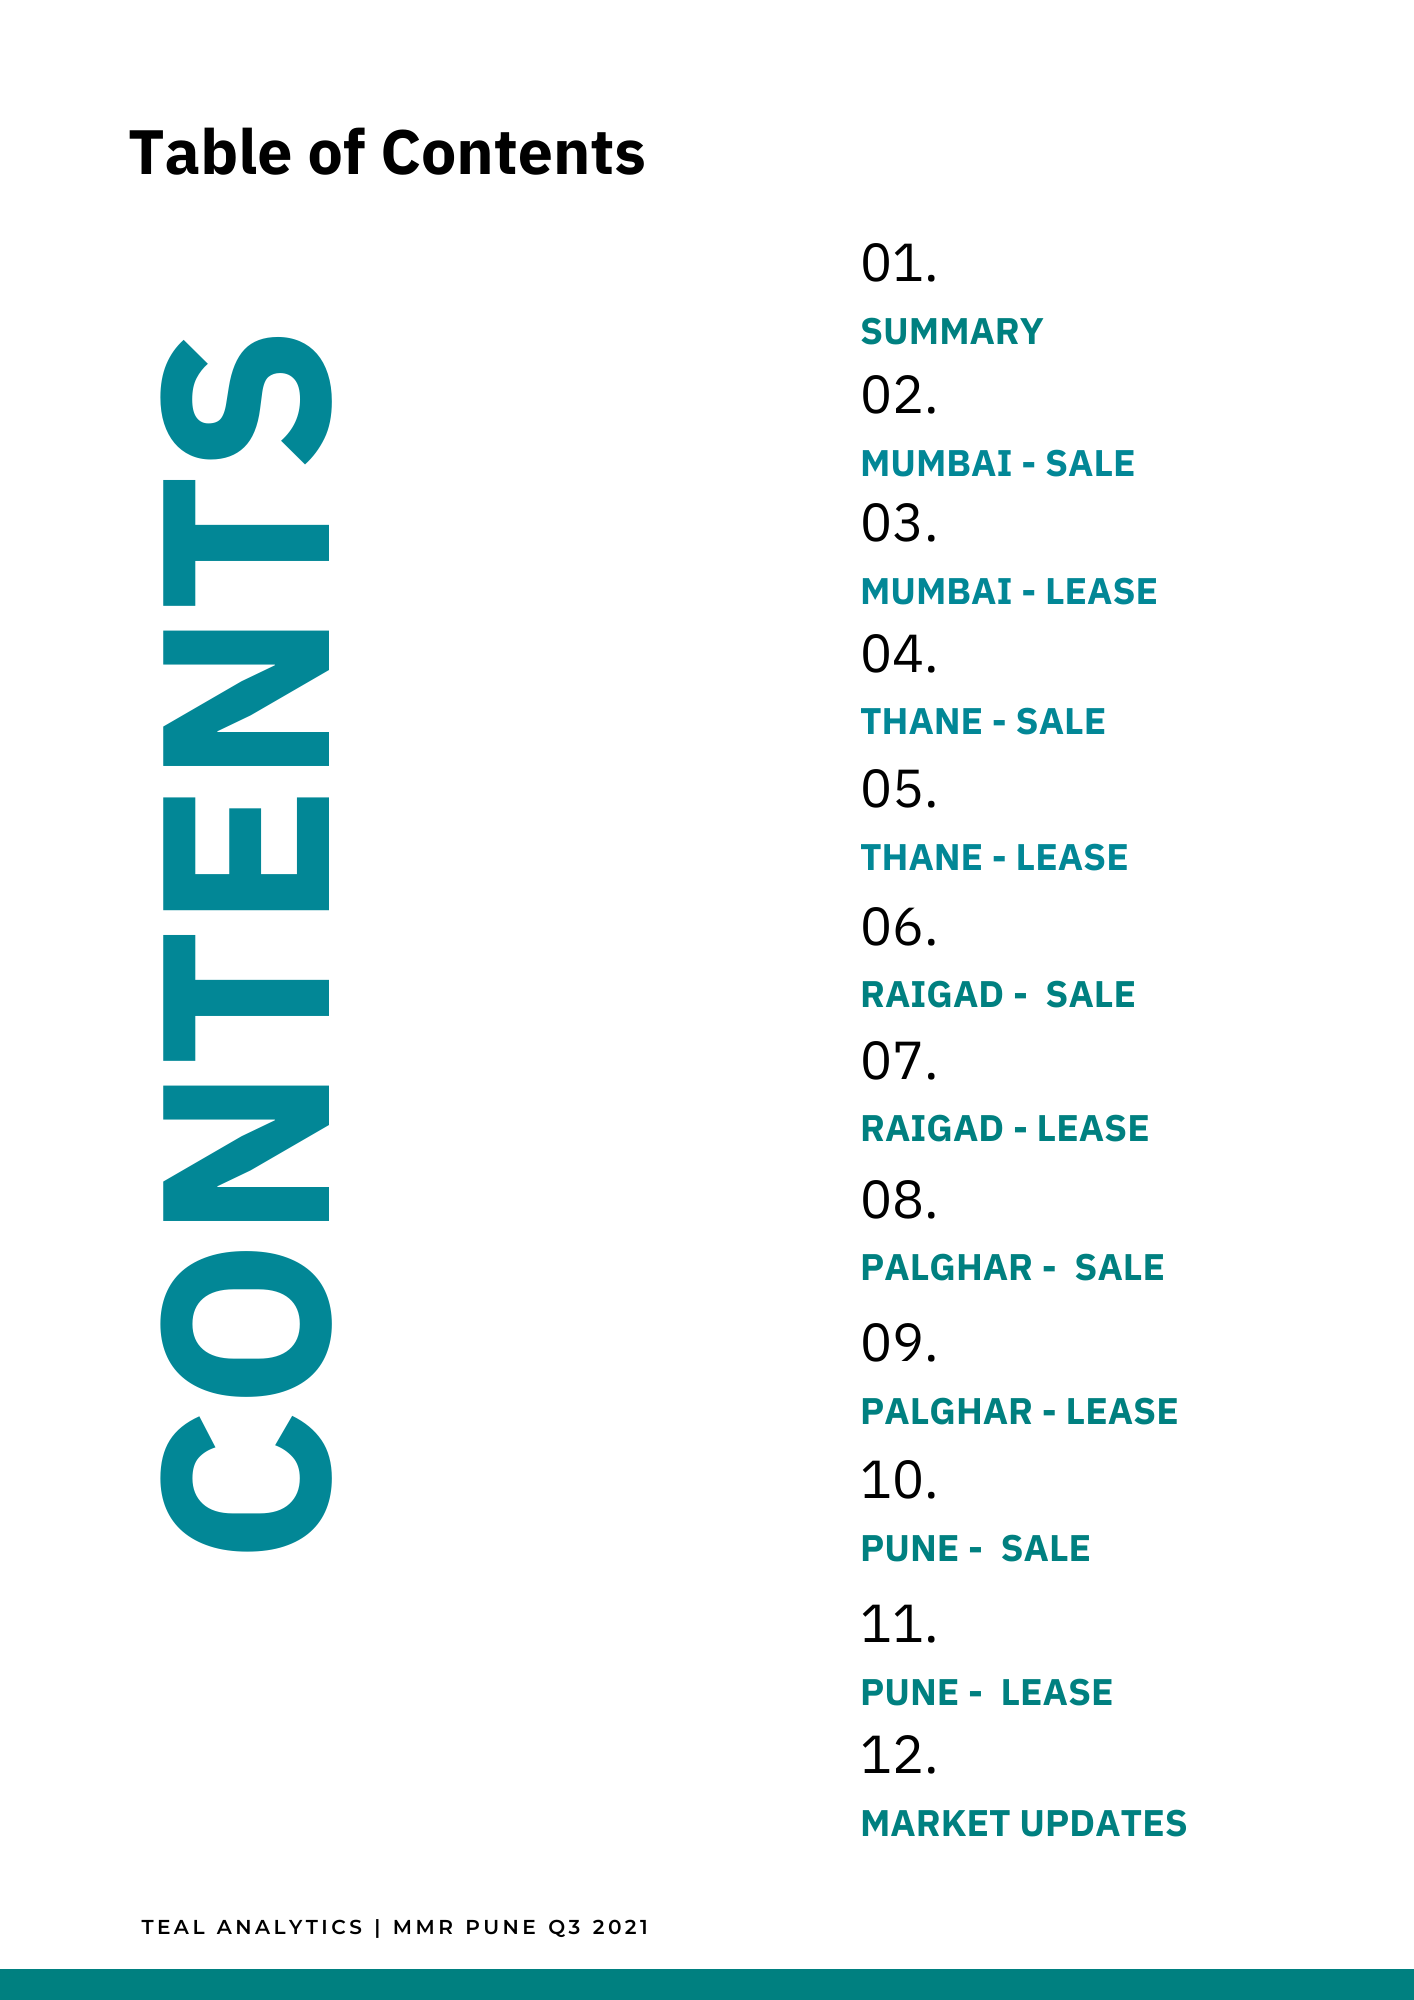 Table of Contents
CONTENTS
01.
SUMMARY
02.
MUMBAI - SALE
03.
MUMBAI - LEASE
04.
THANE - SALE
05.
THANE - LEASE
06.
RAIGAD -  SALE
07.
RAIGAD - LEASE
08.
PALGHAR -  SALE
09.
PALGHAR - LEASE
10.
PUNE -  SALE
11.
PUNE -  LEASE
12.
MARKET UPDATES
TEAL ANALYTICS | MMR PUNE Q3 2021